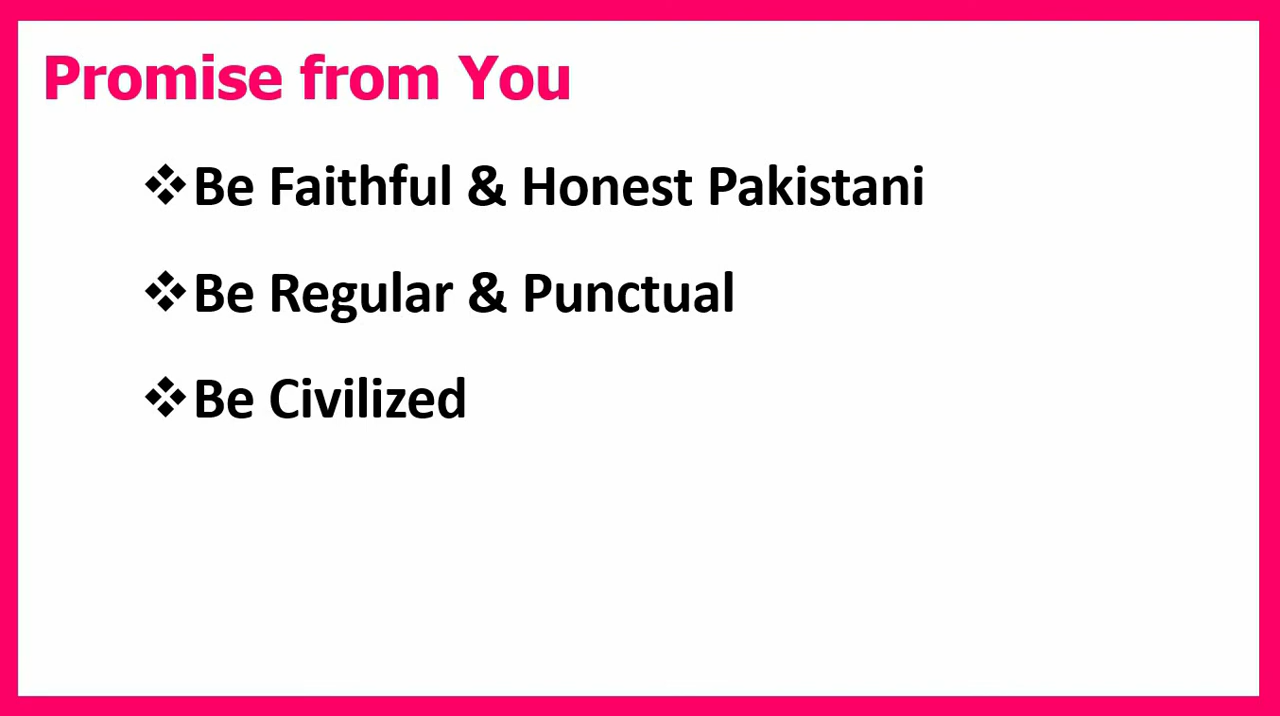 Promise from You
❖Be Faithful & Honest Pakistani
❖Be Regular & Punctual
❖Be Civilized